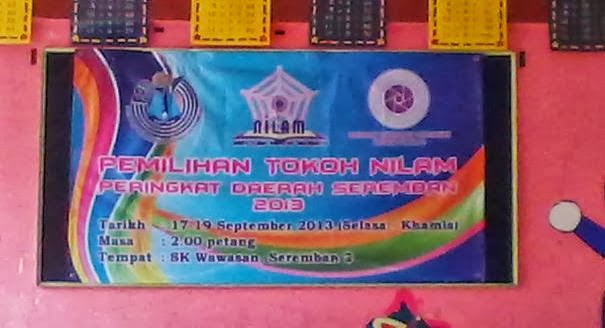 NILAM
PEMILIHAN TOKOH NILAM
PERINGKAT DAERAH SEREMBAN
2013
Tarikh : 17-19 September 2013 (Selasa - Khamis)
Masa : 2.00 petang
Tempat : SK Wawasan Seremban 2